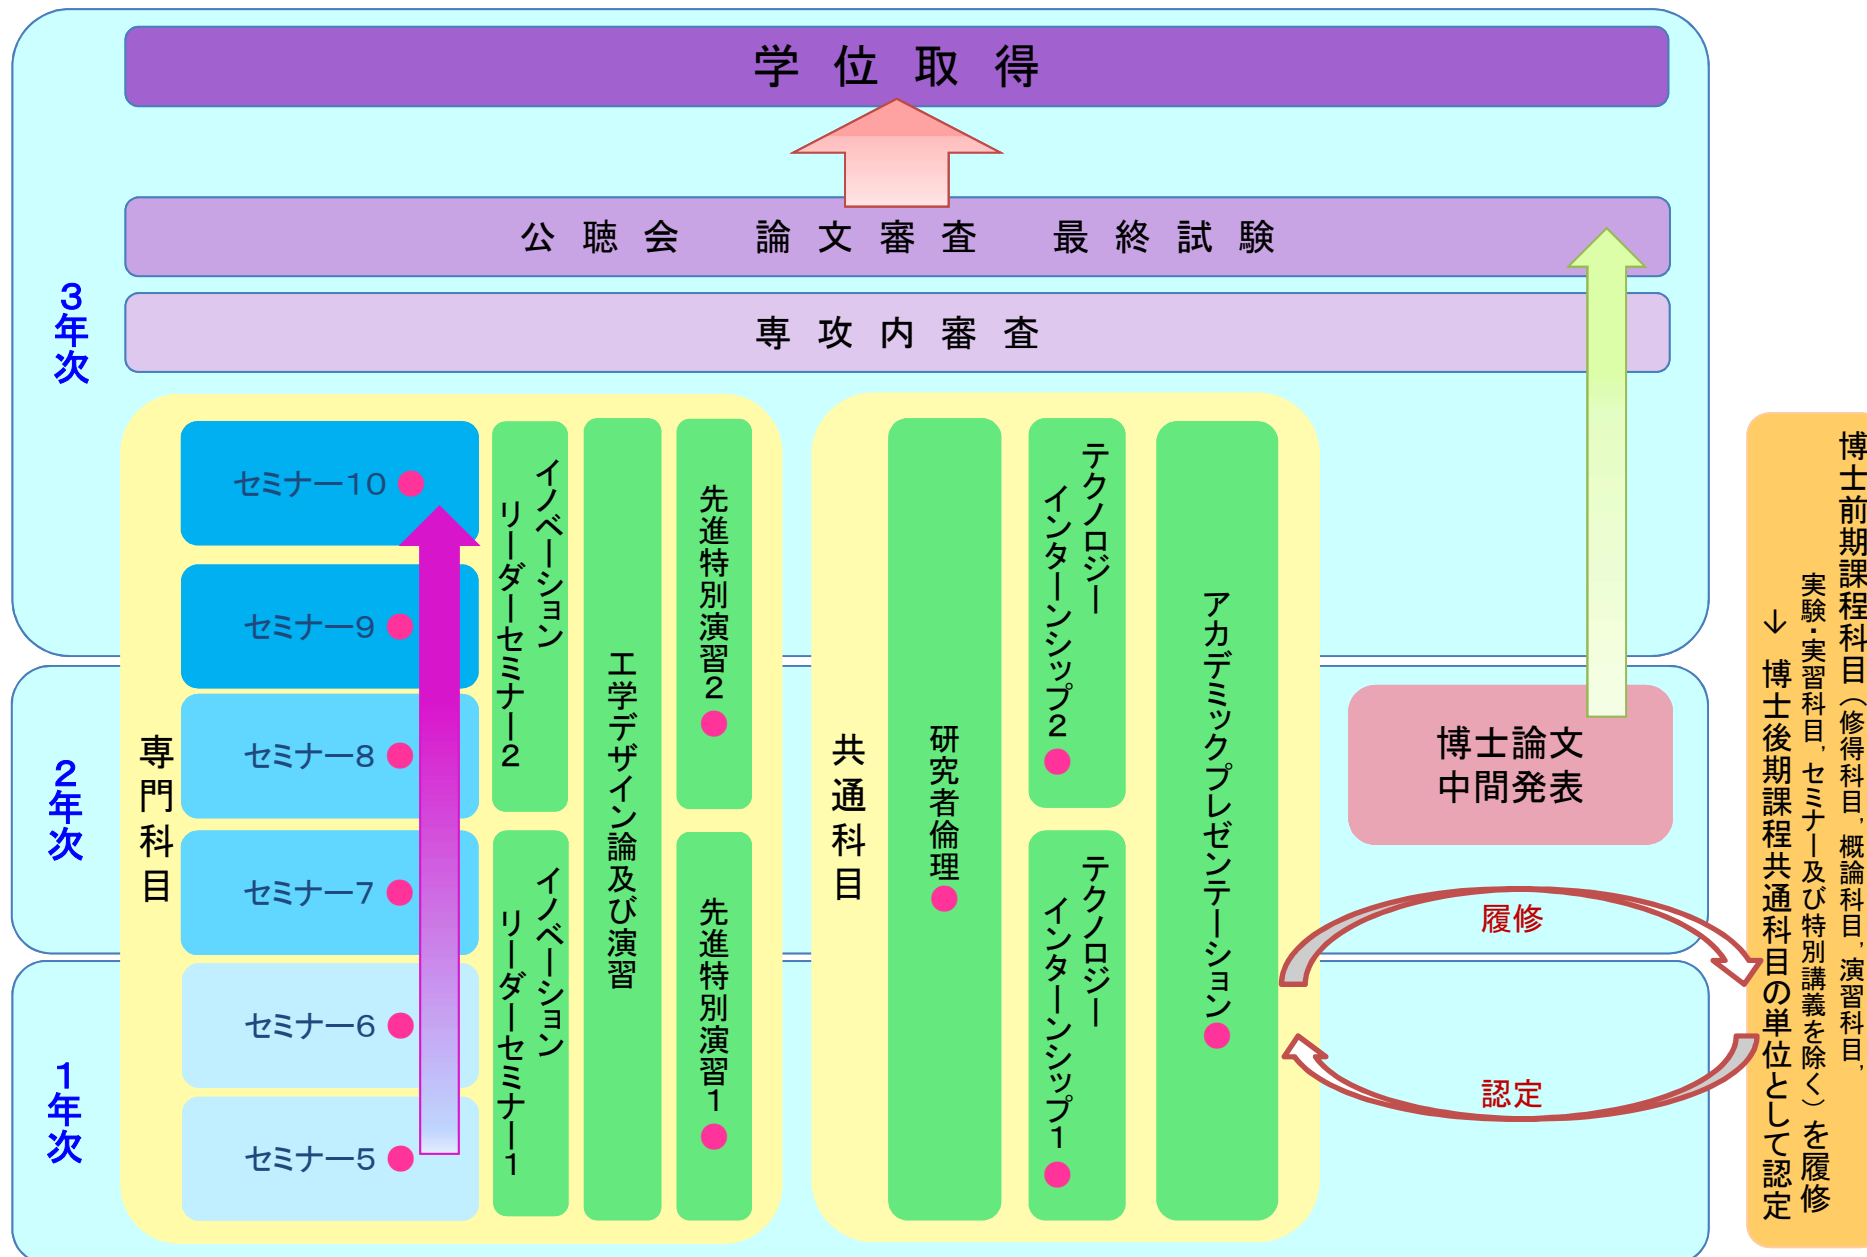 学位取得
公聴会　論文審査　最終試験
専攻内審査
3年次
2年次
1年次
専門科目
セミナー10
セミナー9
セミナー8
セミナー7
セミナー6
セミナー5
イノベーション
リーダーセミナー2
イノベーション
リーダーセミナー1
工学デザイン論及び演習
先進特別演習2
先進特別演習1
共通科目
研究者倫理
テクノロジー
インターンシップ2
テクノロジー
インターンシップ1
アカデミックプレゼンテーション
博士論文
中間発表
履修
認定
博士前期課程科目（修得科目，概論科目，演習科目，
実験・実習科目，セミナー及び特別講義を除く）を履修
↓ 博士後期課程共通科目の単位として認定